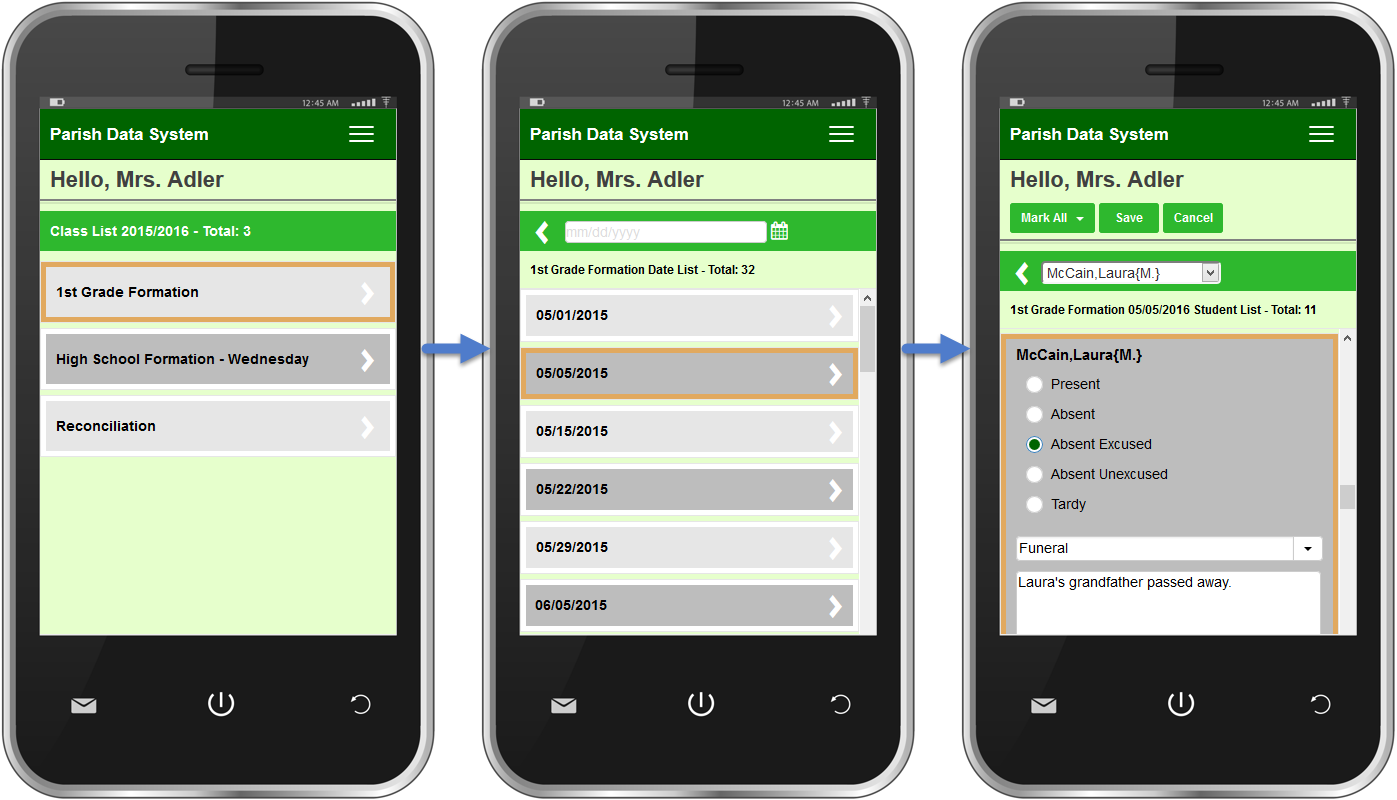 12:45 AM
Parish Data System
Hello, Mrs. Adler
Class List 2015/2016 - Total: 3
1st Grade Formation
High School Formation - Wednesday
Reconciliation
12:45 AM
Parish Data System
Hello, Mrs. Adler
mm/dd/yyyy
1st Grade Formation Date List - Total: 32
05/01/2015
05/05/2015
05/15/2015
05/22/2015
05/29/2015
06/05/2015
12:45 AM
Parish Data System
Hello, Mrs. Adler
Mark All Save Cancel
McCain,Laura{M.}
1st Grade Formation 05/05/2016 Student List - Total: 11
McCain,Laura{M.}
Present
Absent
Absent Excused
Absent Unexcused
Tardy
Funeral
Laura's grandfather passed away.